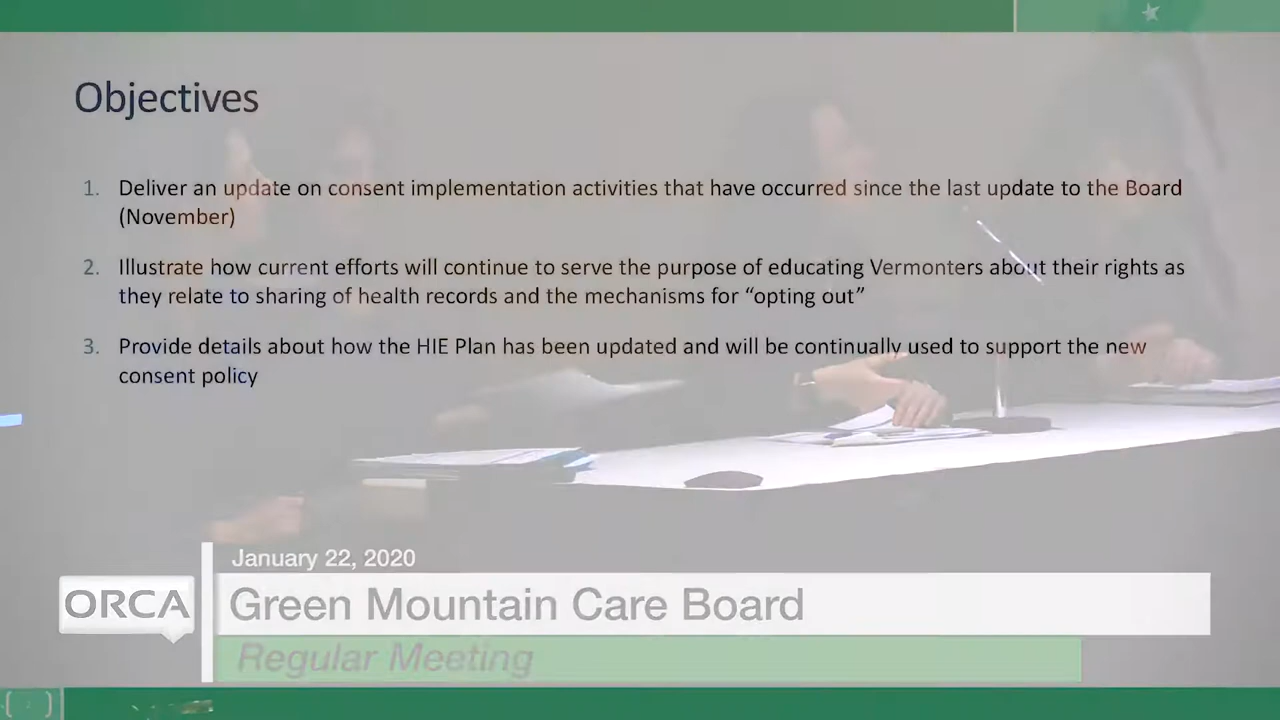 Objectives
1. Deliver an update on consent implementation activities that have occurred since the last update to the Board
(November)
2. Illustrate how current efforts will continue to serve the purpose of educating Vermonters about their rights as
they relate to sharing of health records and the mechanisms for “opting out”
3. Provide details about how the HIE Plan has been updated and will be continually used to support the new
consent policy
January 22, 2020
ORCA
Green Mountain Care Board
Regular Meeting